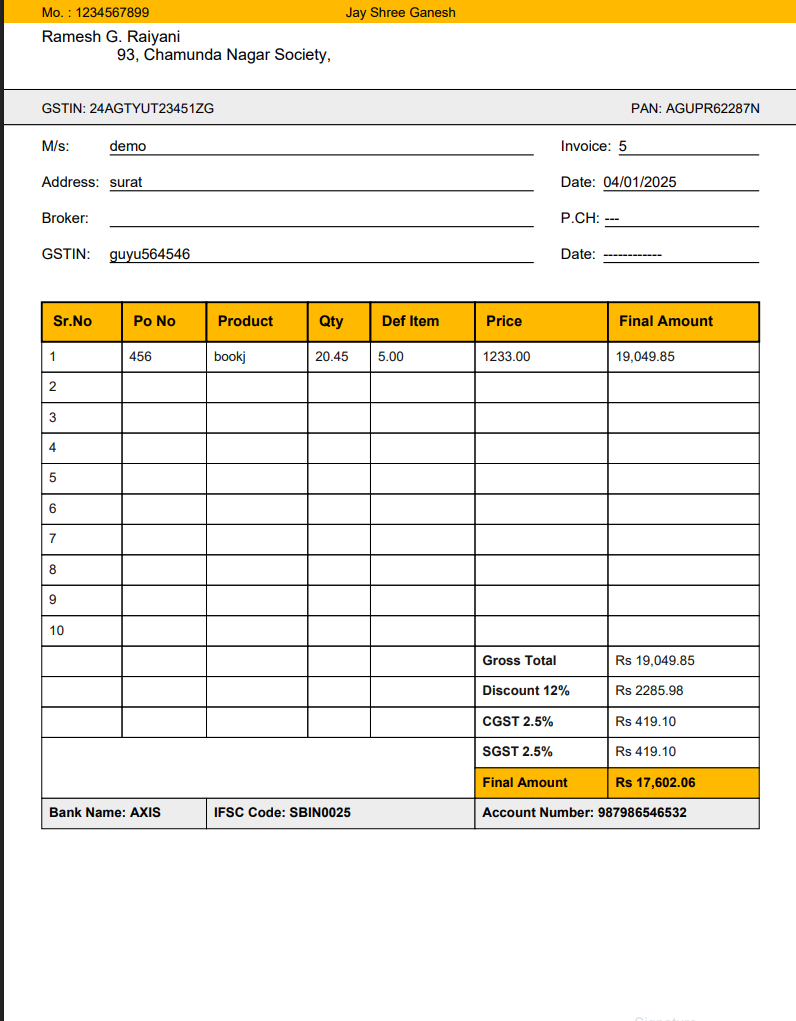 Mo. : 1234567899 Jay Shree Ganesh
Ramesh G. Raiyani
93, Chamunda Nagar Society,
GSTIN: 24AGTYUT23451ZG PAN: AGUPR62287N
M/s: demo Invoice: 5
Address: surat Date: 04/01/2025
Broker: P.CH: ---
GSTIN: guyu564546 Date: ------------
Sr.No Po No Product Qty Def Item Price Final Amount
1 456 bookj 20.45 5.00 1233.00 19,049.85
2
3
4
5
6
7
8
9
10
Gross Total Rs 19,049.85
Discount 12% Rs 2285.98
CGST 2.5% Rs 419.10
SGST 2.5% Rs 419.10
Final Amount Rs 17,602.06
Bank Name: AXIS IFSC Code: SBIN0025 Account Number: 987986546532